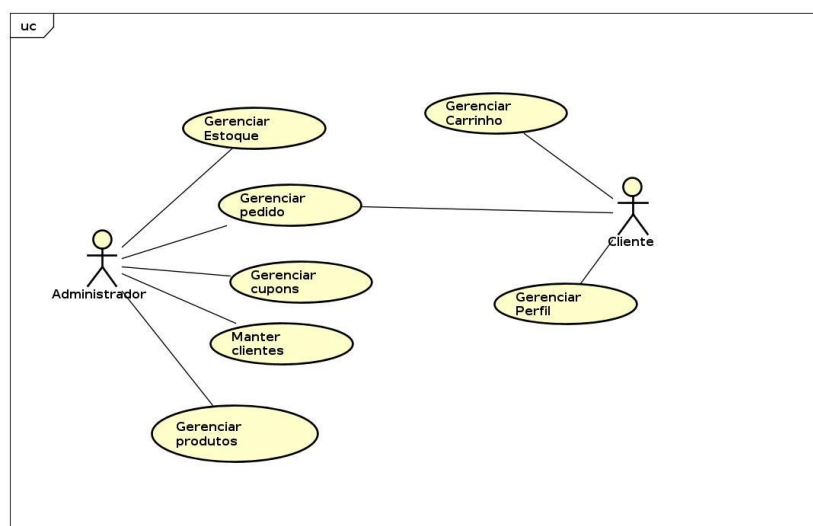 uc
Gerenciar
Estoque
Gerenciar
Carrinho
Gerenciar
pedido
Cliente
Administrador
Gerenciar
cupons
Gerenciar
Perfil
Manter
clientes
Gerenciar
produtos